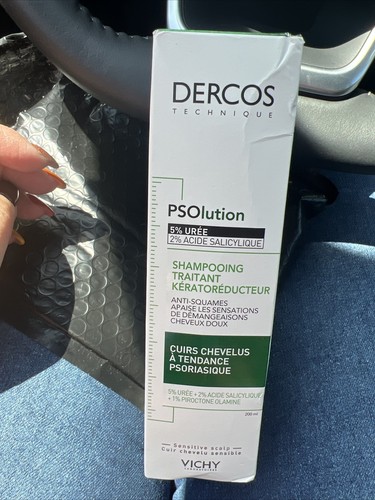 DERCOS
TECHNIQUE
PSOlution
5% URÉE
2% ACIDE SALICYLIQUE
SHAMPOOING
TRAITANT
KÉRATORÉDUCTEUR
ANTI-SQUAMES
APAISE LES SENSATIONS
DE DÉMANGEAISONS
CHEVEUX DOUX
CUIRS CHEVELUS
À TENDANCE
PSORIASIQUE
5% URÉE + 2% ACIDE SALICYLIQUE
+ 1% PIROCTONE OLAMINE
200 ml
Sensitive scalp
Cuir chevelu sensible
VICHY
LABORATOIRES